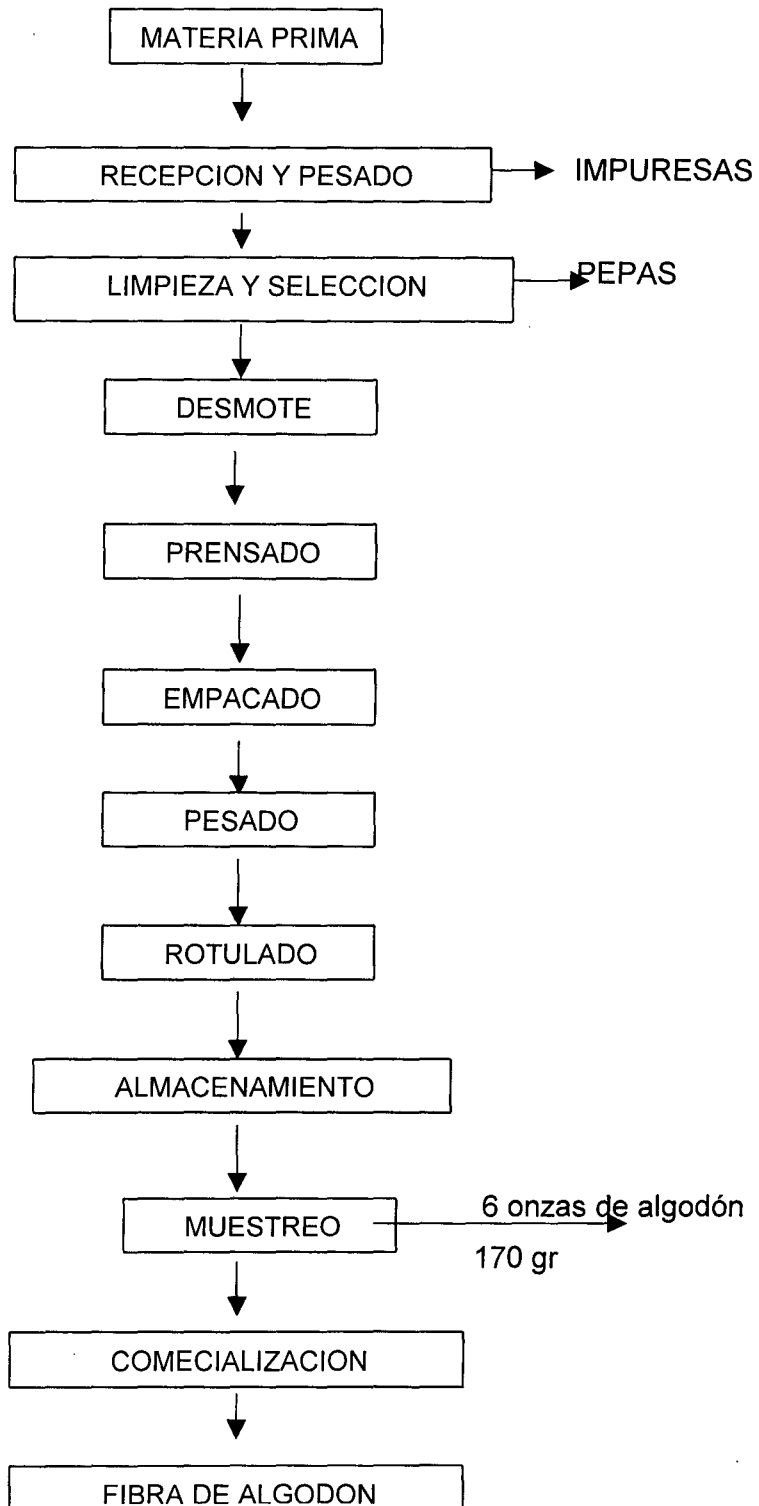 MATERIA PRIMA
RECEPCION Y PESADO
IMPURESAS
LIMPIEZA Y SELECCION
PEPAS
DESMOTE
PRENSADO
EMPACADO
PESADO
ROTULADO
ALMACENAMIENTO
MUESTREO
6 onzas de algodón
170 gr
COMECIALIZACION
FIBRA DE ALGODON